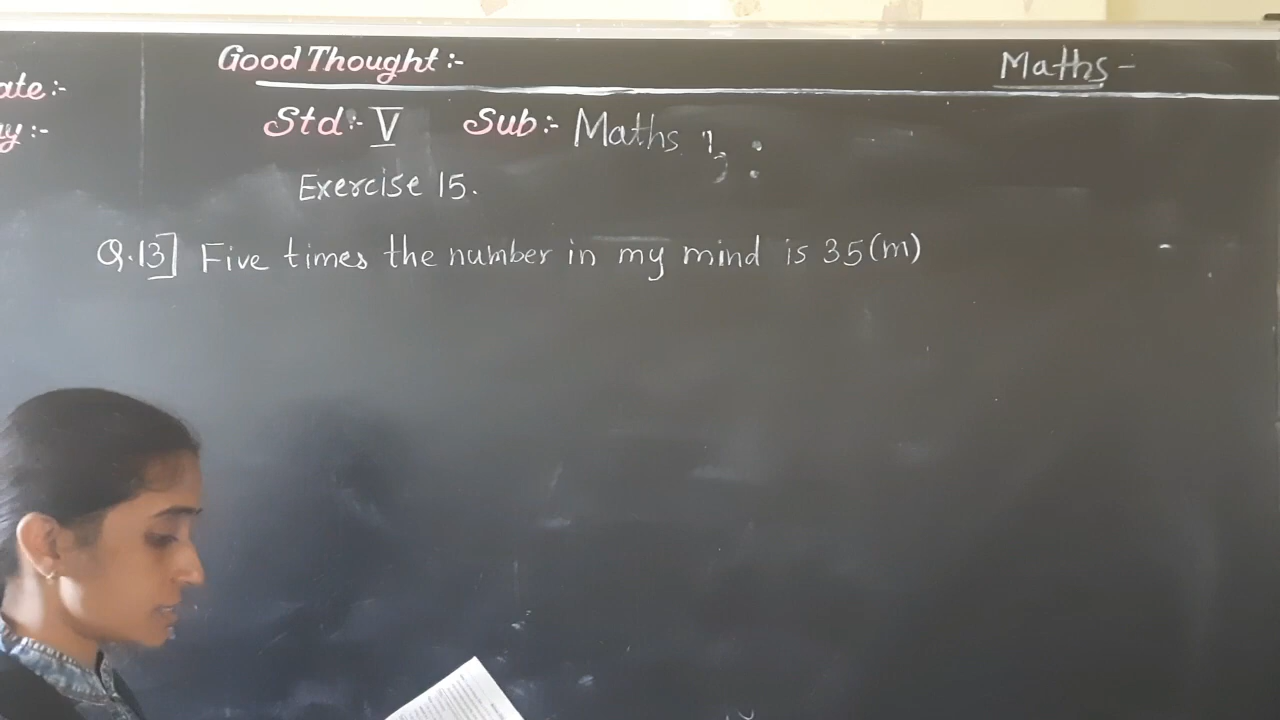 Good Thought :-
Maths -
ate :-
Std :- V Sub :- Maths
y :-
Exercise 15.
Q.13] Five times the number in my mind is 35(m)